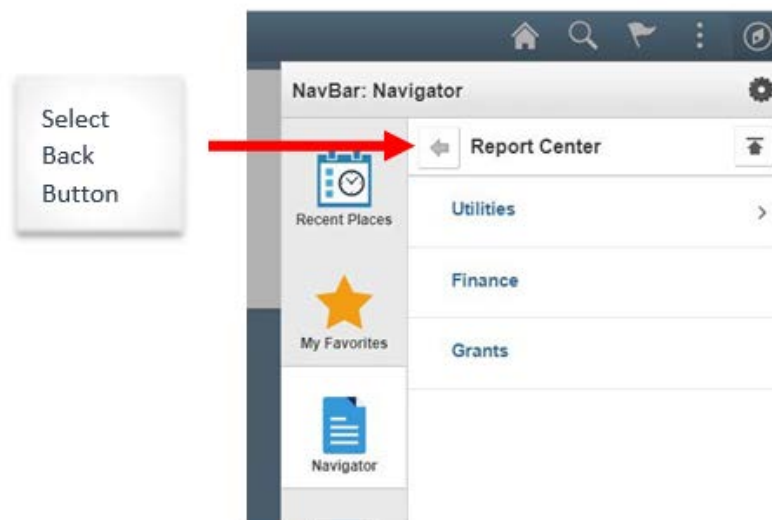 Select
Back
Button
NavBar: Navigator
Report Center
Recent Places
Utilities
Finance
My Favorites
Grants
Navigator